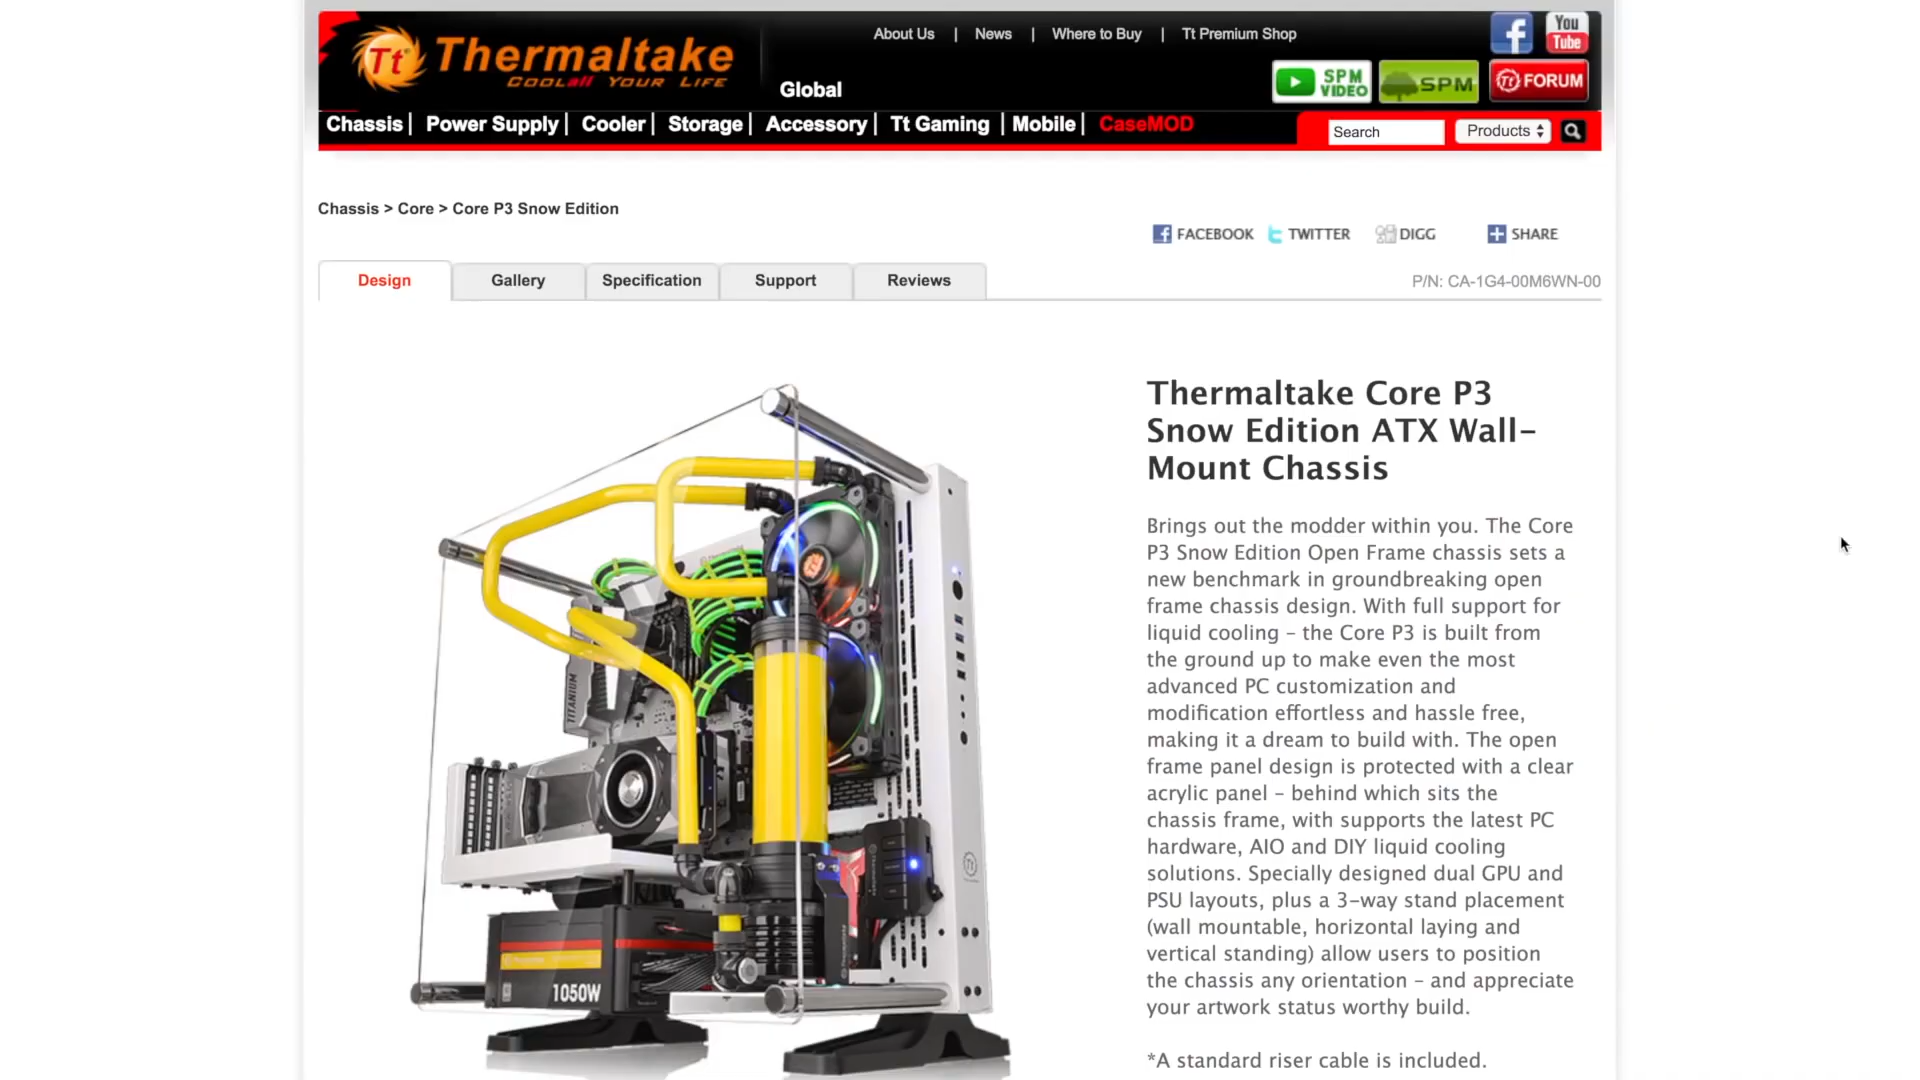 Tt Thermaltake
COOLall YOUR LIFE
About Us | News | Where to Buy | Tt Premium Shop
You Tube
Global
SPM VIDEO
SPM
Tt FORUM
Chassis | Power Supply | Cooler | Storage | Accessory | Tt Gaming | Mobile | CaseMOD
Search
Products
Chassis > Core > Core P3 Snow Edition
FACEBOOK
TWITTER
DIGG
SHARE
Design
Gallery
Specification
Support
Reviews
P/N: CA-1G4-00M6WN-00
TITANIUM
1050W
Thermaltake Core P3
Snow Edition ATX Wall-
Mount Chassis
Brings out the modder within you. The Core
P3 Snow Edition Open Frame chassis sets a
new benchmark in groundbreaking open
frame chassis design. With full support for
liquid cooling – the Core P3 is built from
the ground up to make even the most
advanced PC customization and
modification effortless and hassle free,
making it a dream to build with. The open
frame panel design is protected with a clear
acrylic panel – behind which sits the
chassis frame, with supports the latest PC
hardware, AIO and DIY liquid cooling
solutions. Specially designed dual GPU and
PSU layouts, plus a 3-way stand placement
(wall mountable, horizontal laying and
vertical standing) allow users to position
the chassis any orientation – and appreciate
your artwork status worthy build.
*A standard riser cable is included.